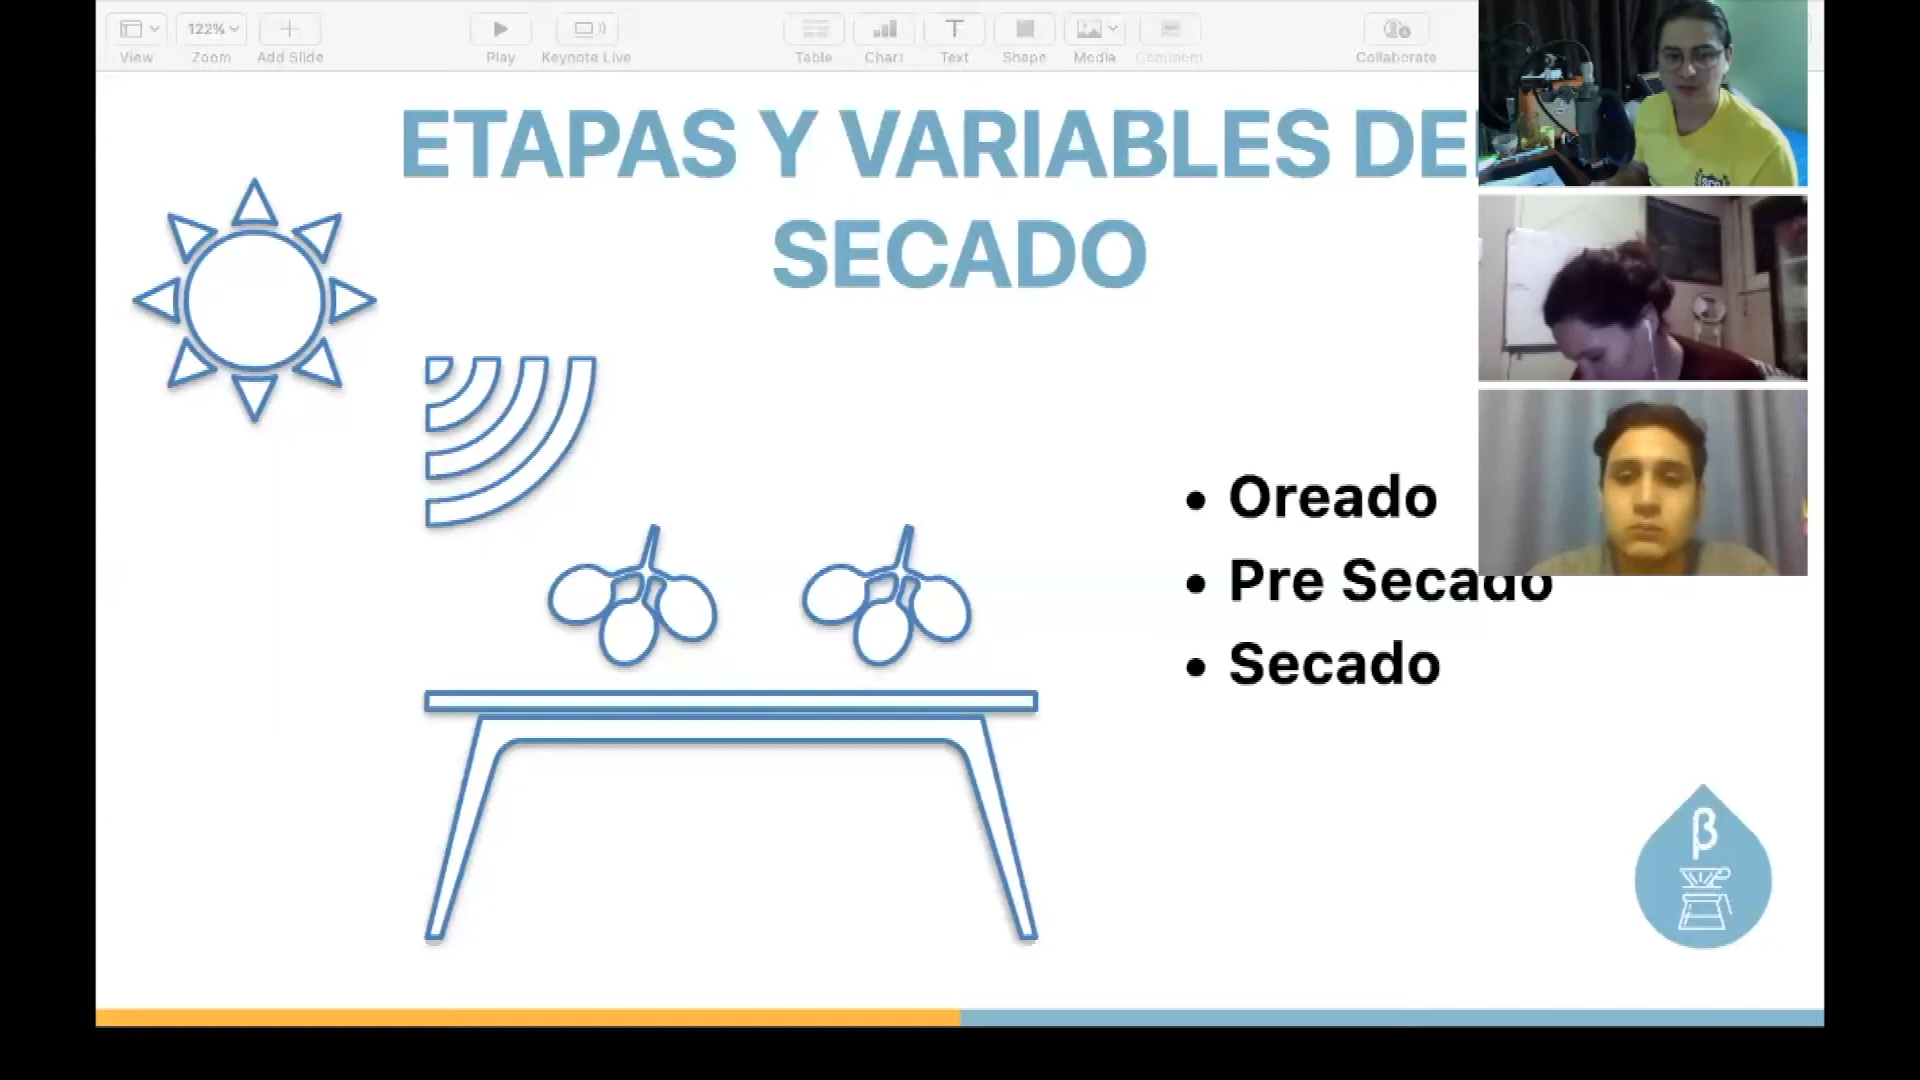 122%
View
Zoom
Add Slide
Play
Keynote Live
Table
Chart
Text
Shape
Media
Comment
Collaborate
ETAPAS Y VARIABLES DE
SECADO
• Oreado
• Pre Secado
• Secado
β